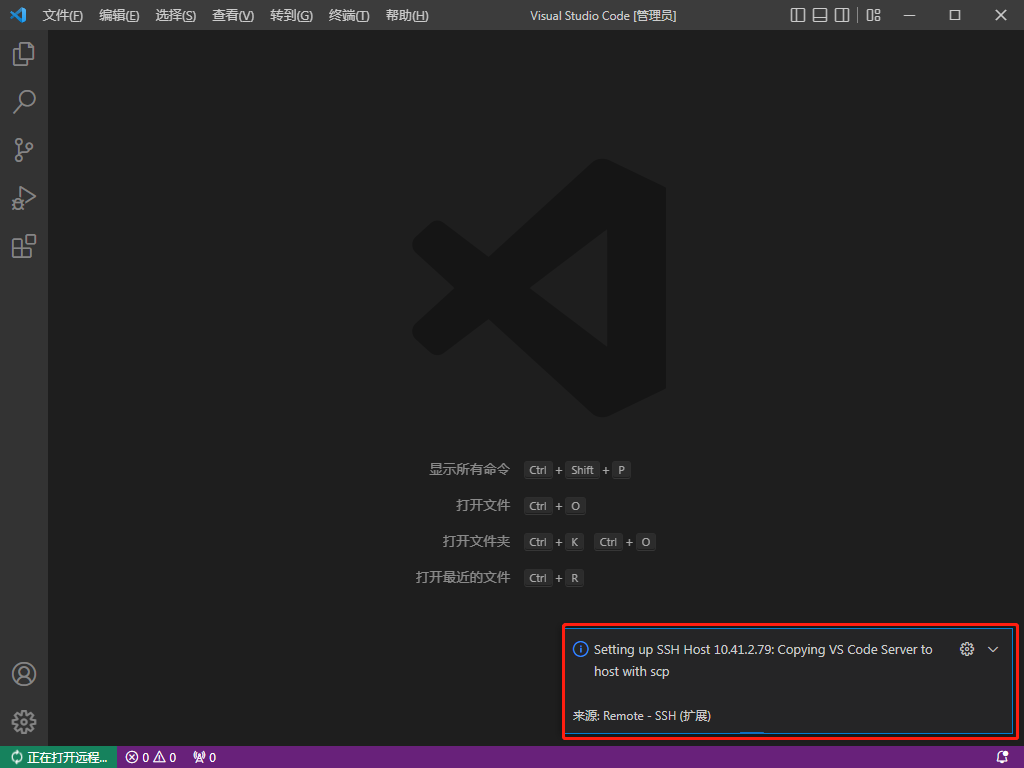 文件(F) 编辑(E) 选择(S) 查看(V) 转到(G) 终端(T) 帮助(H) Visual Studio Code [管理员]
显示所有命令 Ctrl + Shift + P
打开文件 Ctrl + O
打开文件夹 Ctrl + K Ctrl + O
打开最近的文件 Ctrl + R
Setting up SSH Host 10.41.2.79: Copying VS Code Server to
host with scp
来源: Remote - SSH (扩展)
正在打开远程... 0 0 0